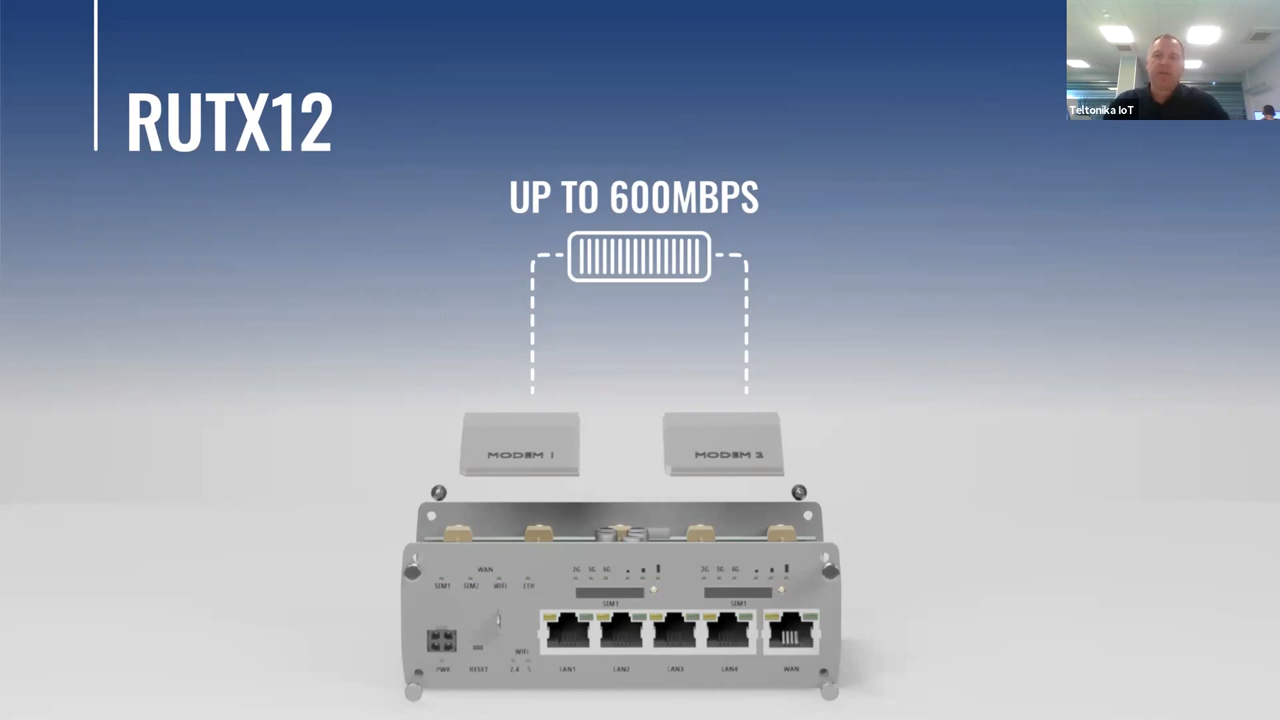 RUTX12
Teltonika IoT
UP TO 600MBPS
MODEM 1
MODEM 2
WAN
SIM1 SIM2 WiFi ETH
2G 3G 4G
2G 3G 4G
SIM1
SIM1
WiFi
PWR RESET 2.4 5 LAN1 LAN2 LAN3 LAN4 WAN